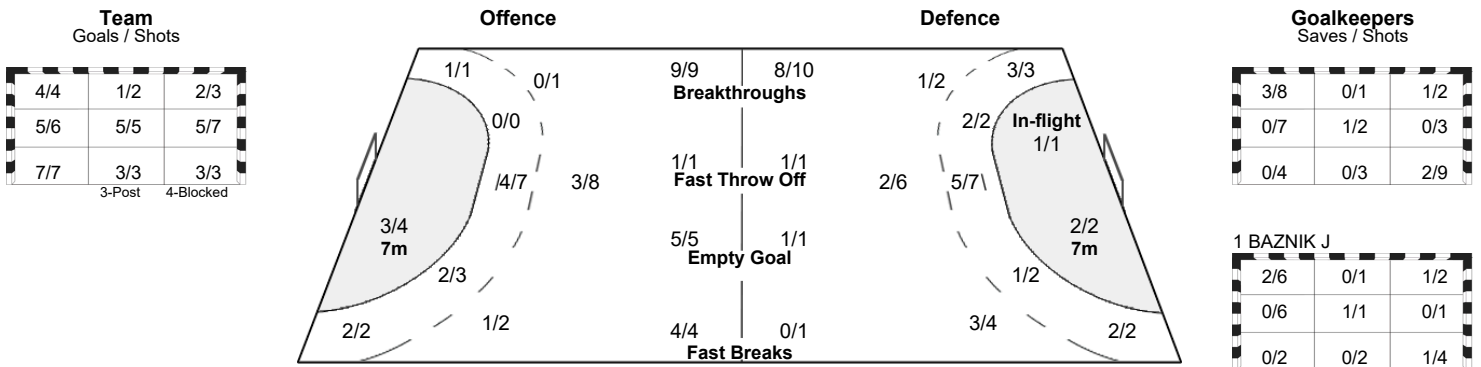 Team
Goals / Shots
4/4 1/2 2/3
5/6 5/5 5/7
7/7 3/3 3/3
3-Post 4-Blocked
Offence Defence
1/1 0/1 9/9 8/10 1/2 3/3
Breakthroughs
0/0 2/2 In-flight
1/1
1/1 1/1
4/7 3/8 Fast Throw Off 2/6 5/7
3/4 2/2
7m 7m
5/5 1/1
Empty Goal
2/3 1/2
2/2 1/2 4/4 0/1 3/4 2/2
Fast Breaks
Goalkeepers
Saves / Shots
3/8 0/1 1/2
0/7 1/2 0/3
0/4 0/3 2/9
1 BAZNIK J
2/6 0/1 1/2
0/6 1/1 0/1
0/2 0/2 1/4